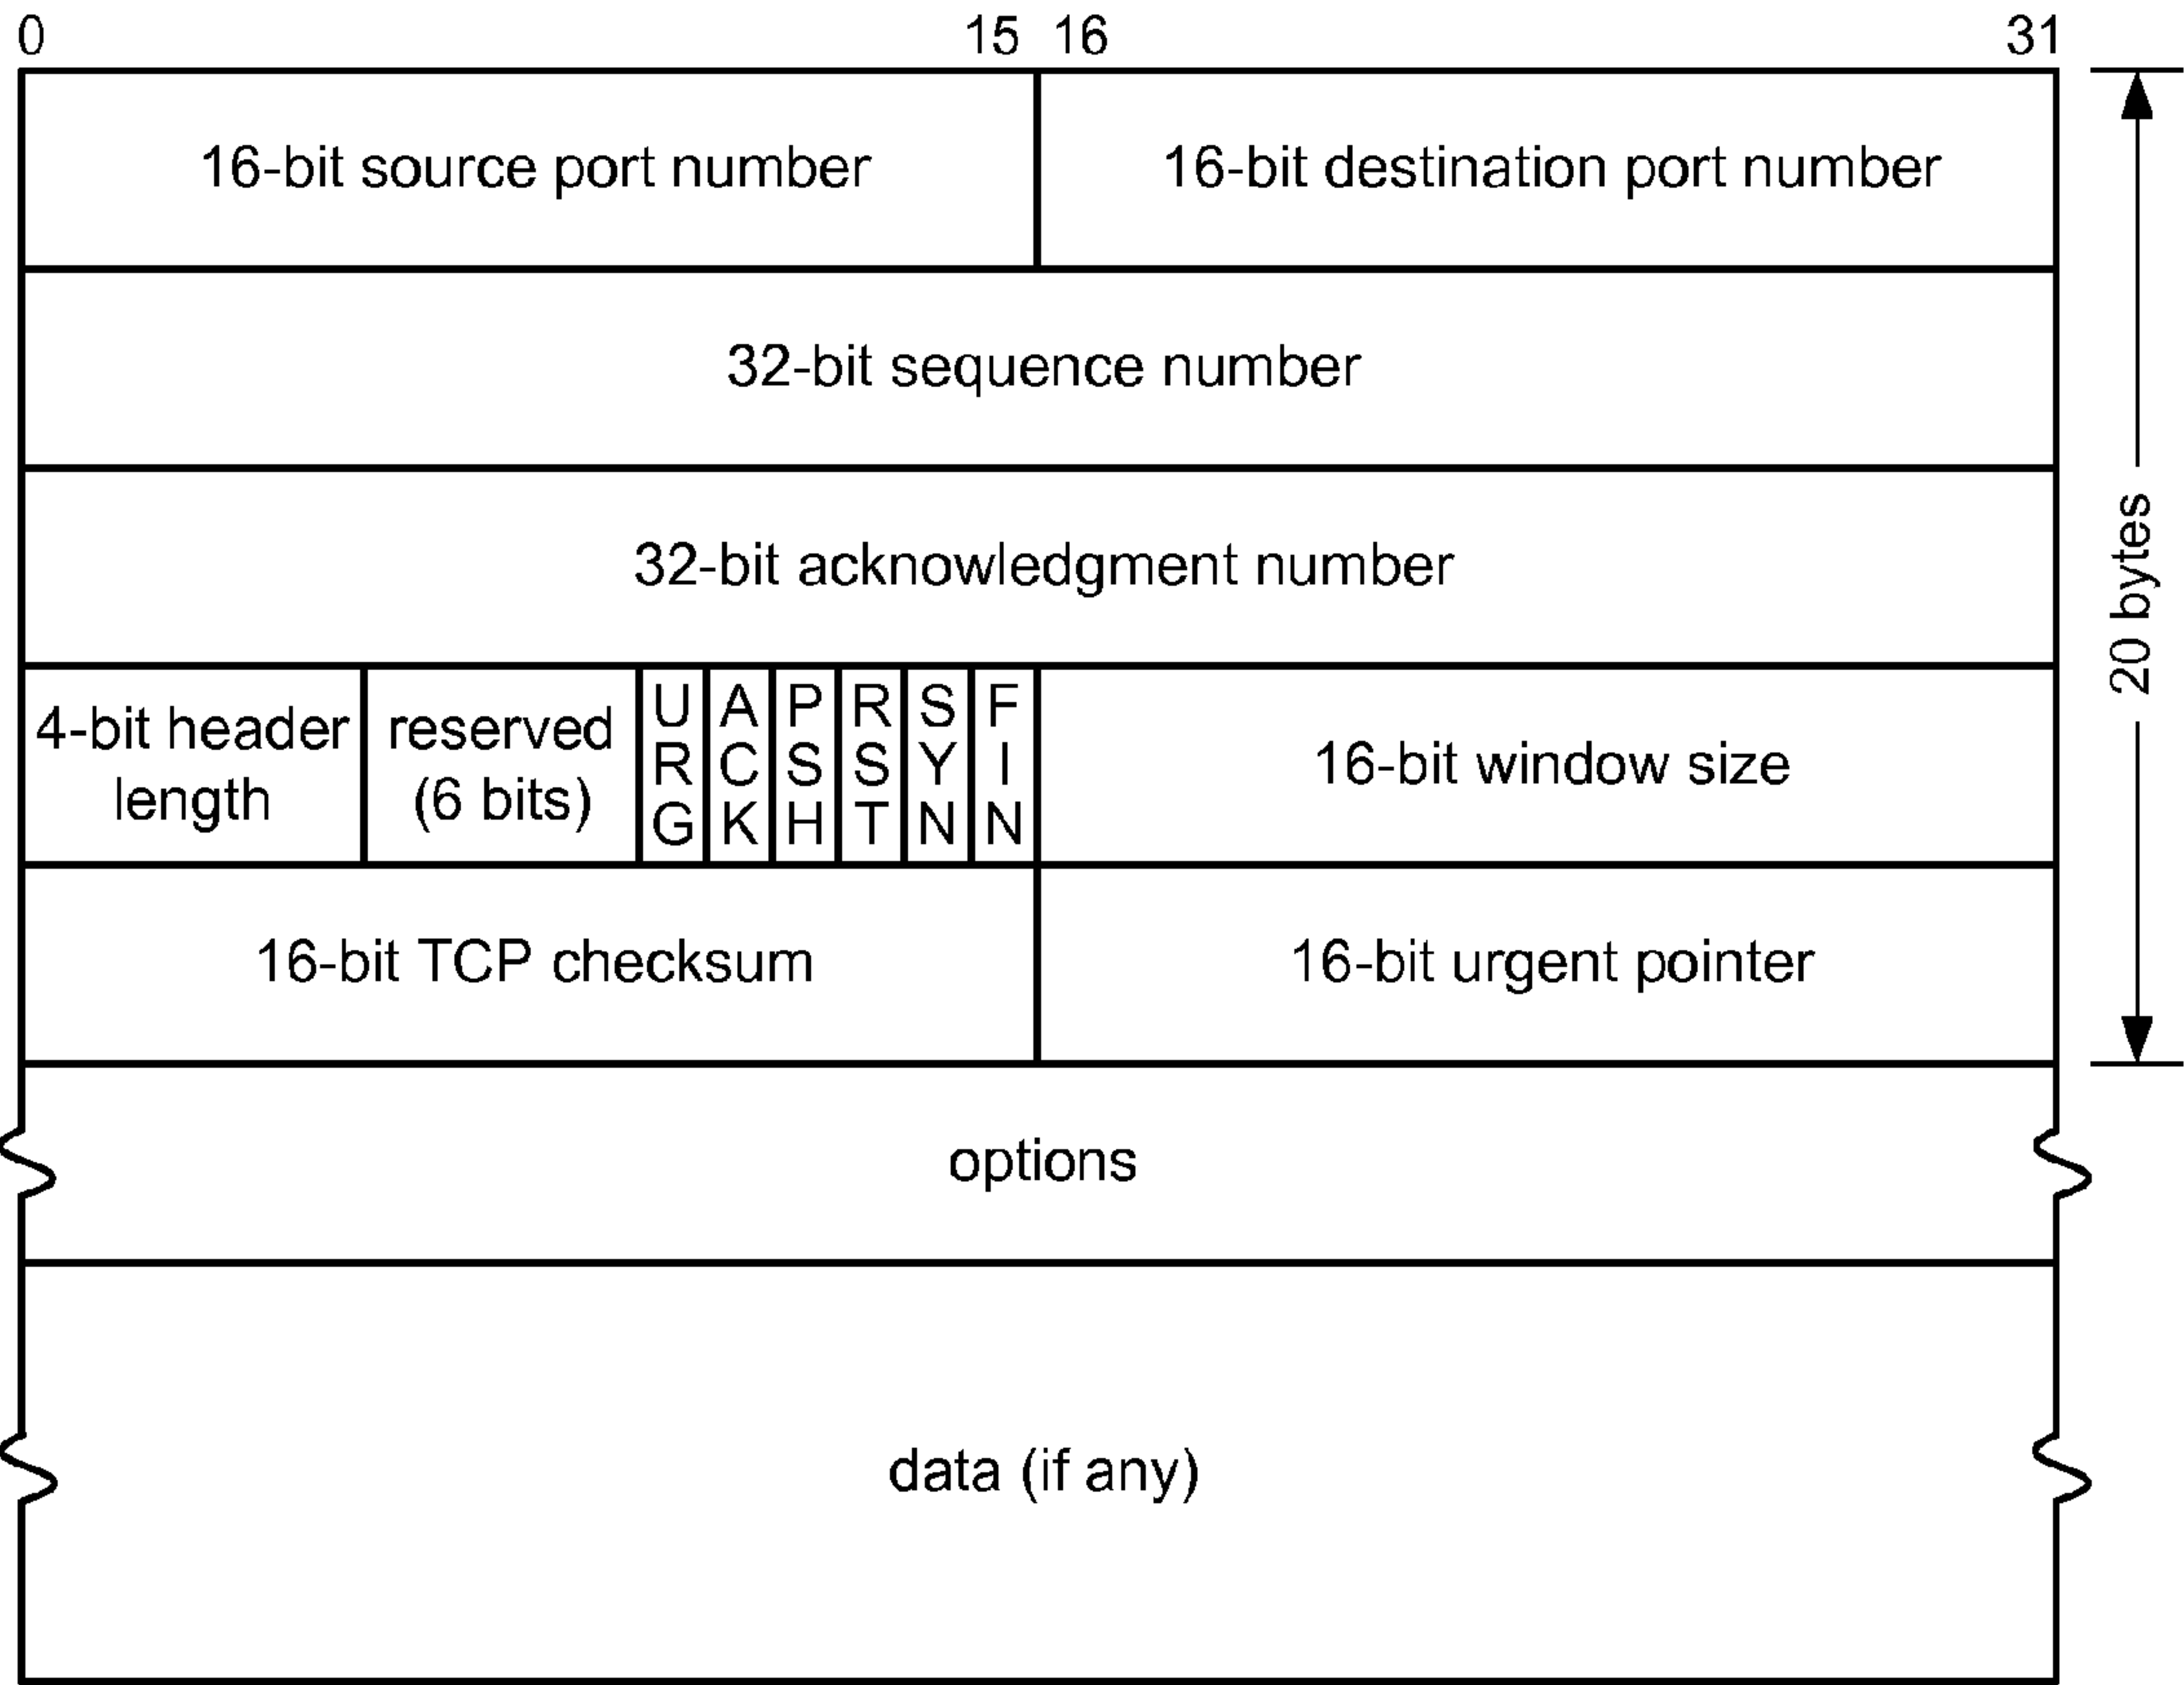 0 15 16 31
16-bit source port number 16-bit destination port number
32-bit sequence number
32-bit acknowledgment number
20 bytes
4-bit header
length
reserved
(6 bits)
URG
ACK
PSH
RST
SYN
FIN
16-bit window size
16-bit TCP checksum 16-bit urgent pointer
options
data (if any)